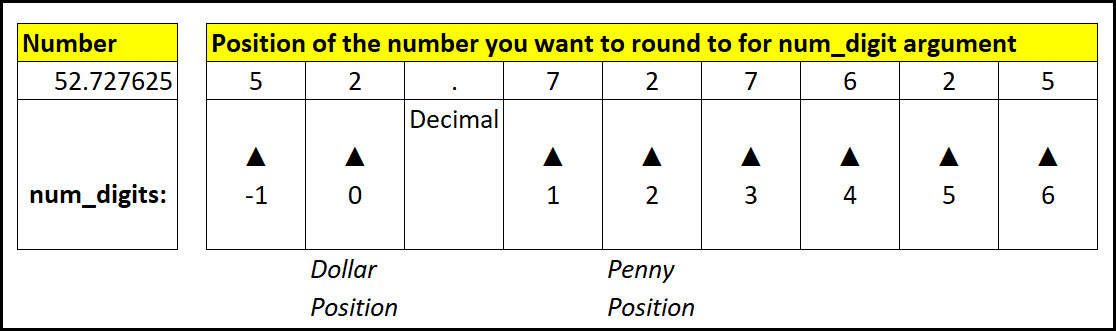 Number Position of the number you want to round to for num_digit argument
52.727625 5 2 . 7 2 7 6 2 5
Decimal
▲ ▲ ▲ ▲ ▲ ▲ ▲ ▲
num_digits: -1 0 1 2 3 4 5 6
Dollar Penny
Position Position